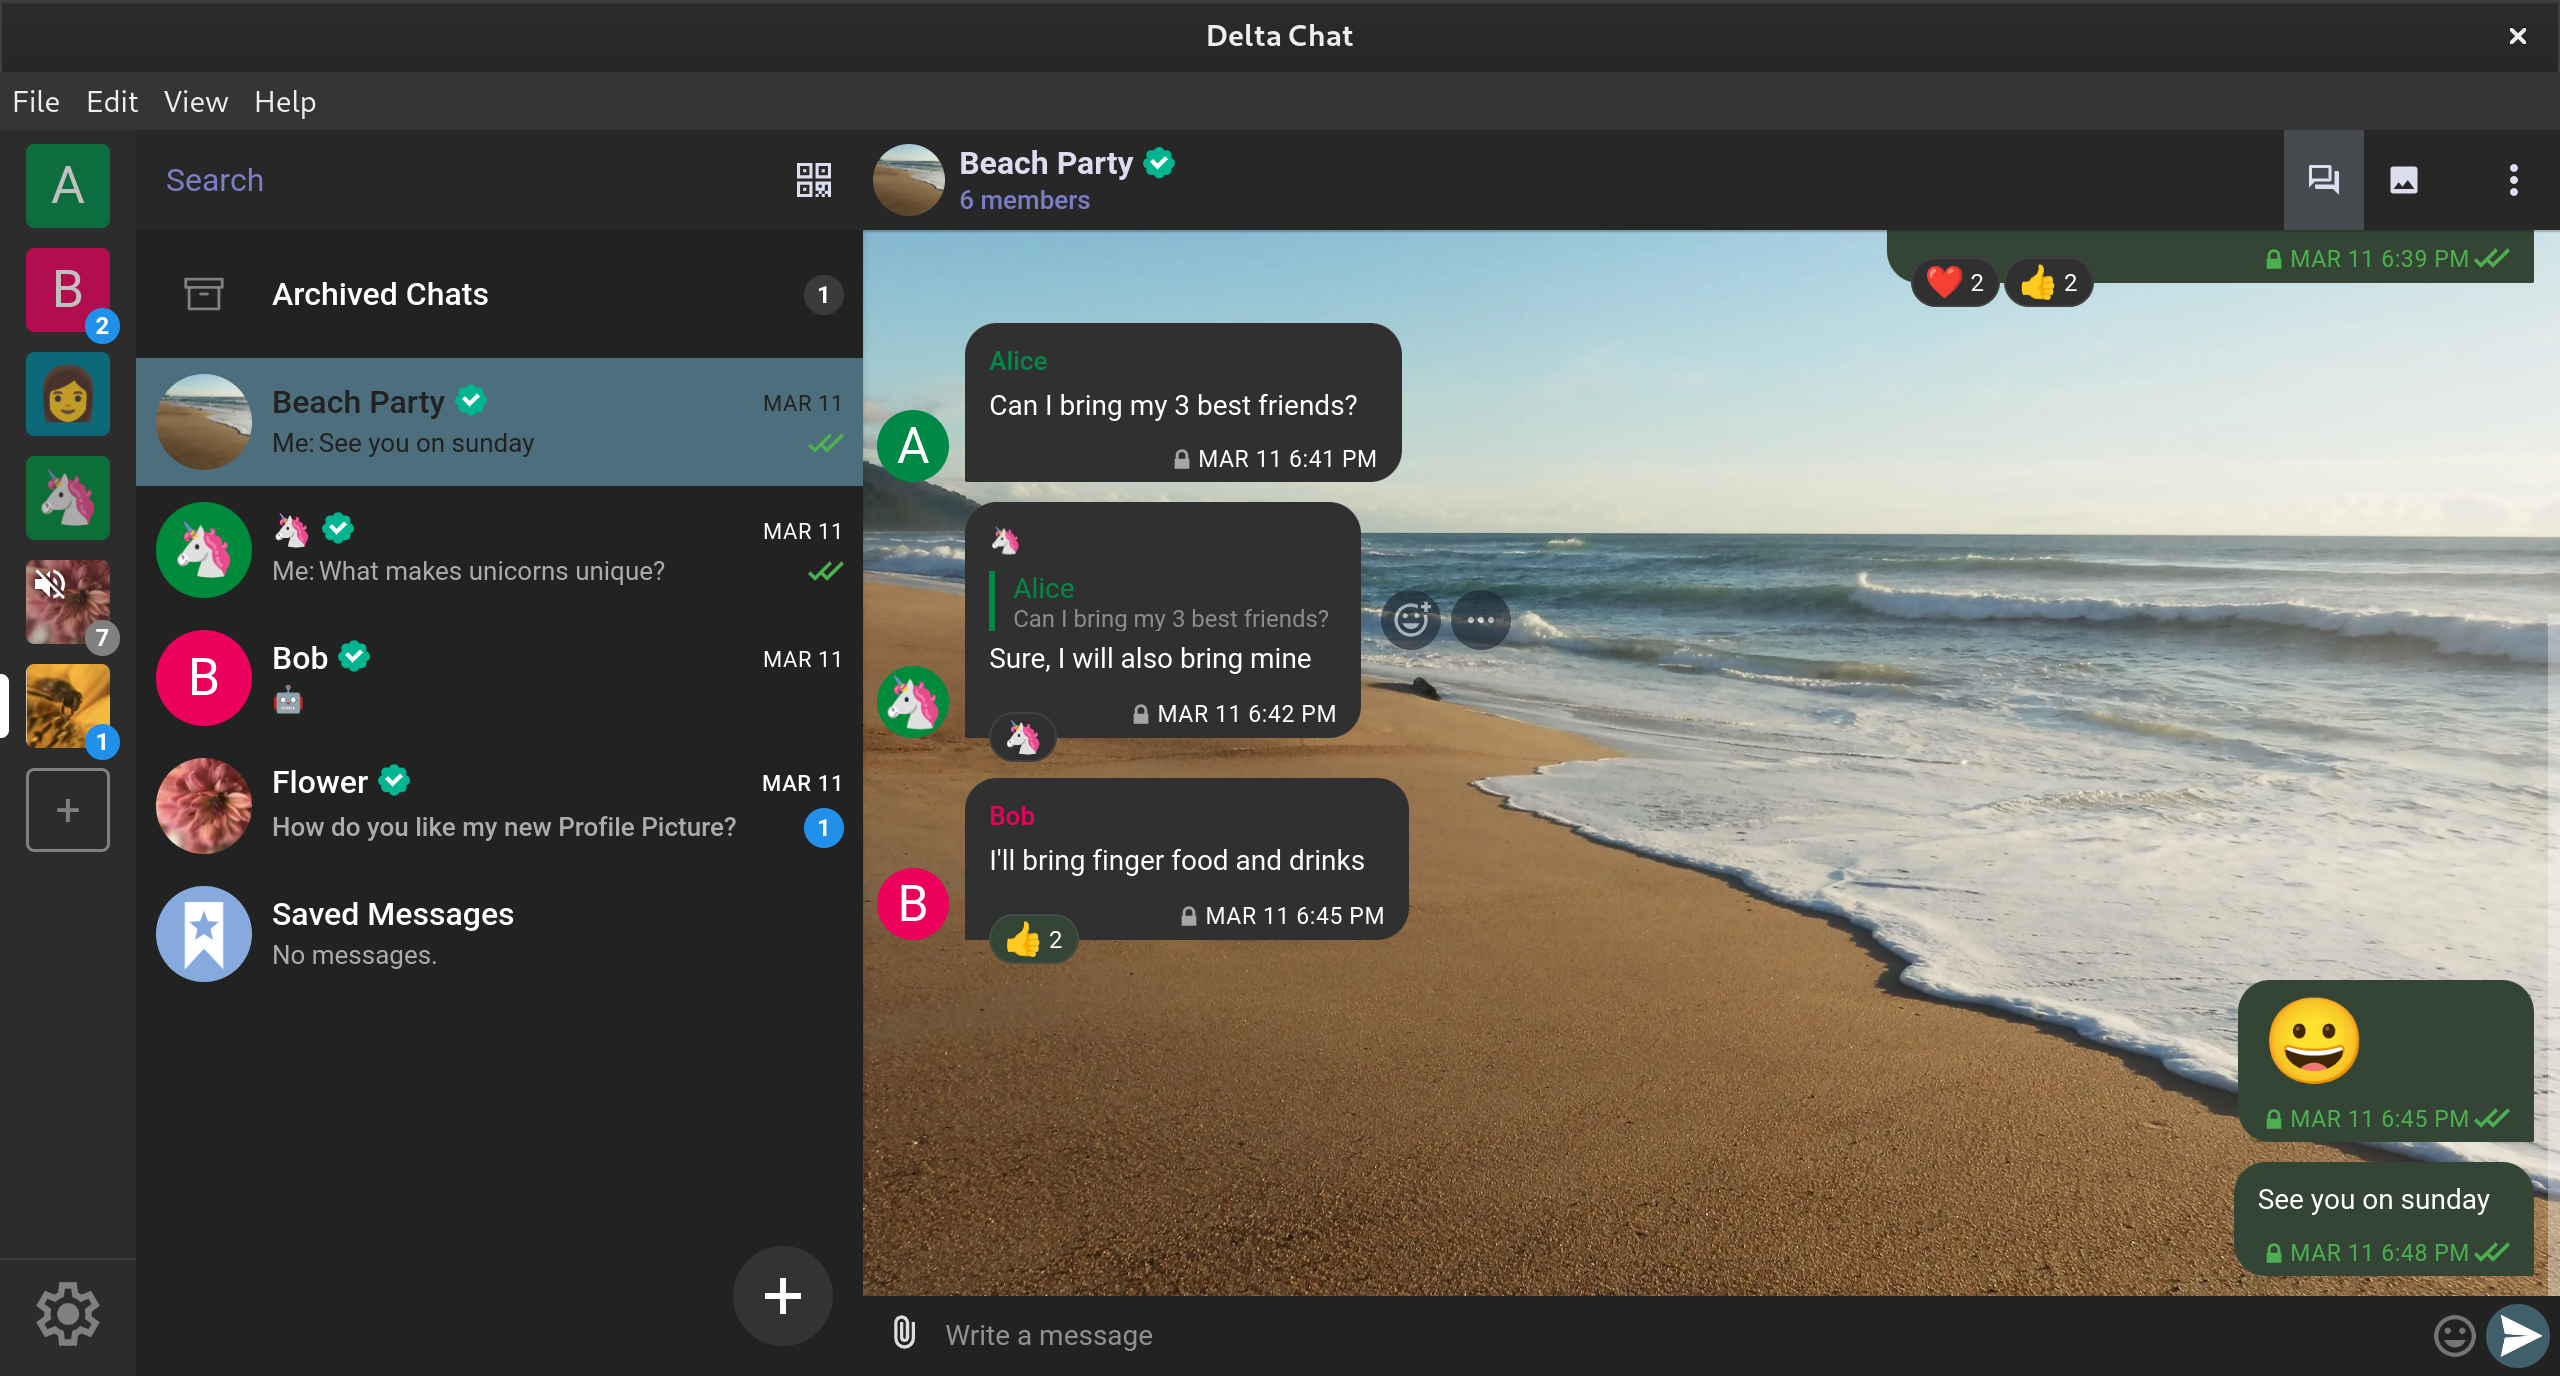 Delta Chat
File Edit View Help
A
B
2
7
1
Search
Archived Chats
1
Beach Party
MAR 11
Me: See you on sunday
🦄
MAR 11
Me: What makes unicorns unique?
B
Bob
MAR 11
🤖
Flower
MAR 11
How do you like my new Profile Picture?
1
Saved Messages
No messages.
Beach Party
6 members
MAR 11 6:39 PM
❤️ 2 👍 2
Alice
Can I bring my 3 best friends?
A
MAR 11 6:41 PM
🦄
Alice
Can I bring my 3 best friends?
Sure, I will also bring mine
MAR 11 6:42 PM
🦄
Bob
I'll bring finger food and drinks
B
MAR 11 6:45 PM
👍 2
😀
MAR 11 6:45 PM
See you on sunday
MAR 11 6:48 PM
Write a message